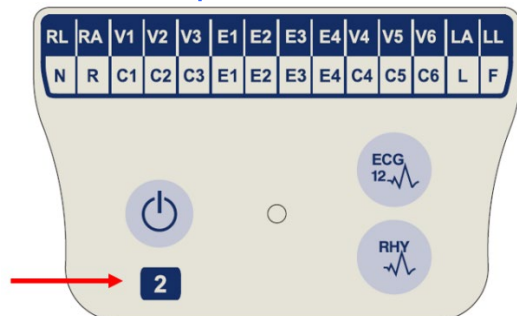 RL RA V1 V2 V3 E1 E2 E3 E4 V4 V5 V6 LA LL
N R C1 C2 C3 E1 E2 E3 E4 C4 C5 C6 L F
ECG
12
RHY
2